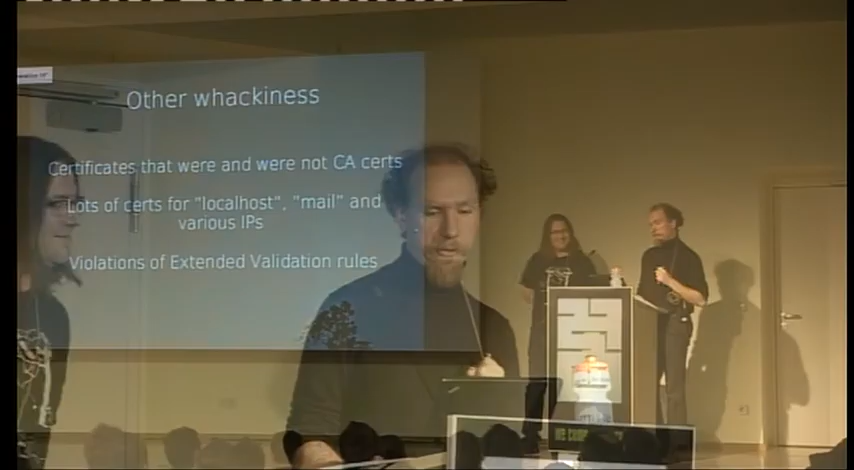 Other whackiness
Certificates that were and were not CA certs
Lots of certs for "localhost", "mail" and
various IPs
Violations of Extended Validation rules